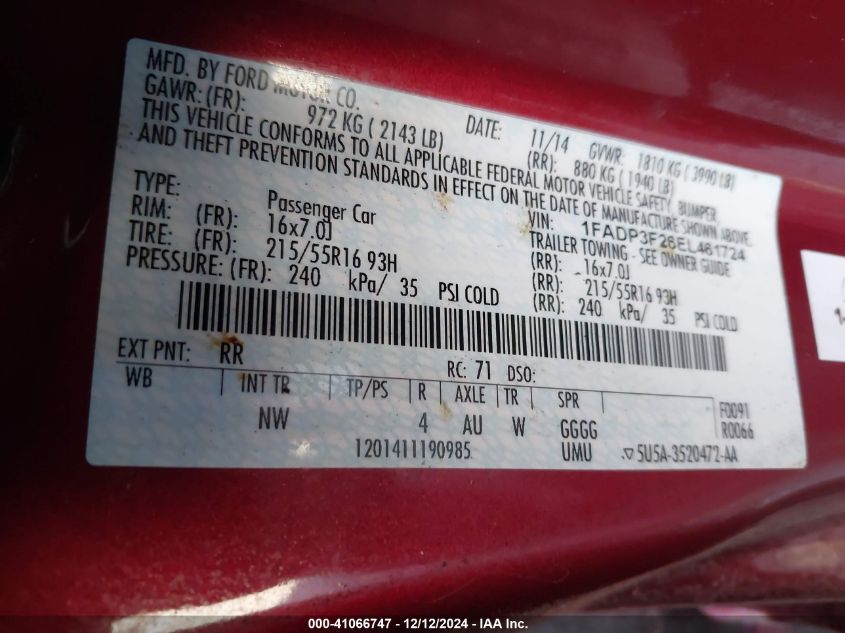 MFD. BY FORD MOTOR CO.
DATE: 11/14 GVWR: 1810 KG ( 3990 LB)
GAWR: (FR): 972 KG ( 2143 LB) (RR): 880 KG ( 1940 LB)
THIS VEHICLE CONFORMS TO ALL APPLICABLE FEDERAL MOTOR VEHICLE SAFETY, BUMPER,
AND THEFT PREVENTION STANDARDS IN EFFECT ON THE DATE OF MANUFACTURE SHOWN ABOVE.
VIN: 1FADP3F26EL461724
TYPE: Passenger Car TRAILER TOWING - SEE OWNER GUIDE
RIM: (FR): 16x7.0J (RR): 16x7.0J
TIRE: (FR): 215/55R16 93H (RR): 215/55R16 93H
PRESSURE: (FR): 240 kPa/ 35 PSI COLD (RR): 240 kPa/ 35 PSI COLD
EXT PNT: RR RC: 71 DSO:
WB INT TR TP/PS R AXLE TR SPR F0091
NW 4 AU W GGGG R0066
1201411190985 UMU ▽ 5U5A-3520472-AA
000-41066747 - 12/12/2024 - IAAI.com